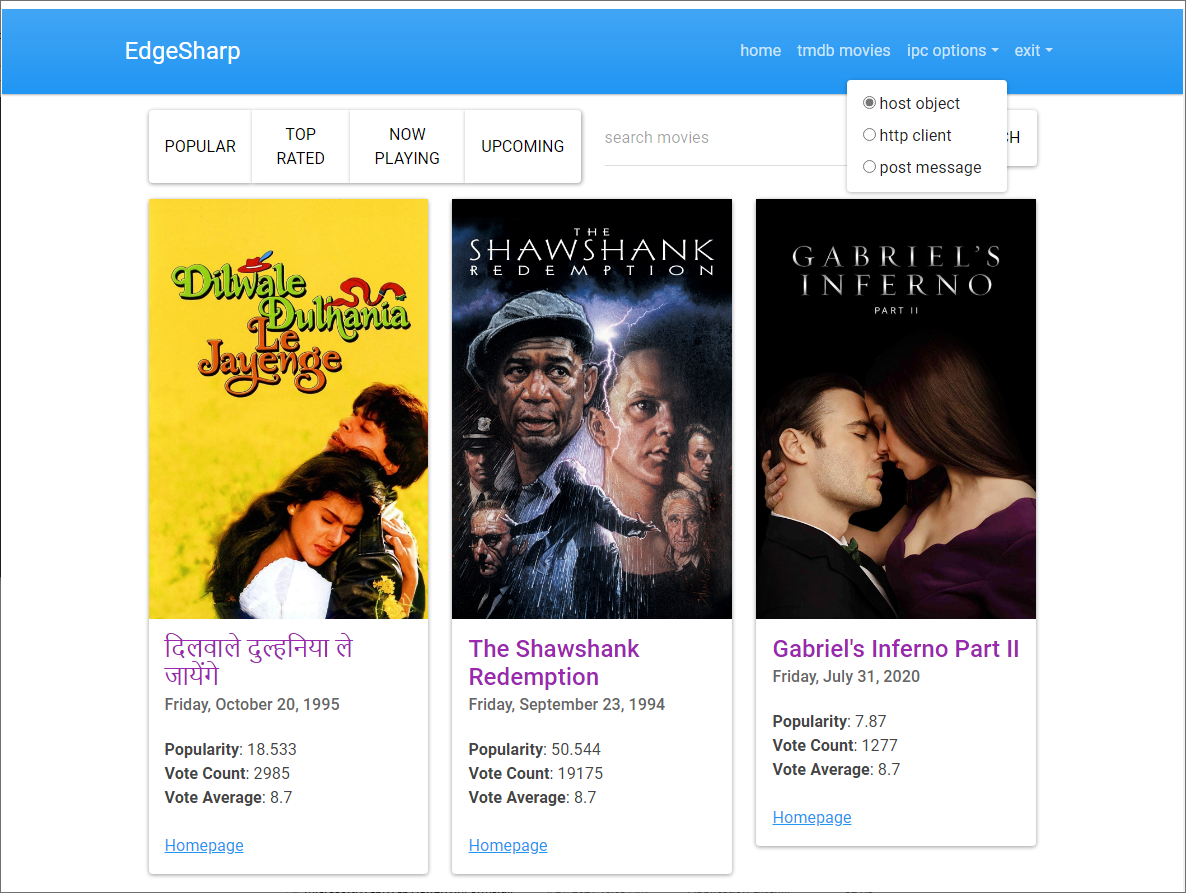 EdgeSharp
home tmdb movies ipc options exit
host object
http client
post message
POPULAR
TOP
RATED
NOW
PLAYING
UPCOMING
search movies
CH
Dilwale
Dulhania
Le
Jayenge
THE
SHAWSHANK
REDEMPTION
GABRIEL'S
INFERNO
PART II
दिलवाले दुल्हनिया ले
जायेंगे
Friday, October 20, 1995
Popularity: 18.533
Vote Count: 2985
Vote Average: 8.7
Homepage
The Shawshank
Redemption
Friday, September 23, 1994
Popularity: 50.544
Vote Count: 19175
Vote Average: 8.7
Homepage
Gabriel's Inferno Part II
Friday, July 31, 2020
Popularity: 7.87
Vote Count: 1277
Vote Average: 8.7
Homepage